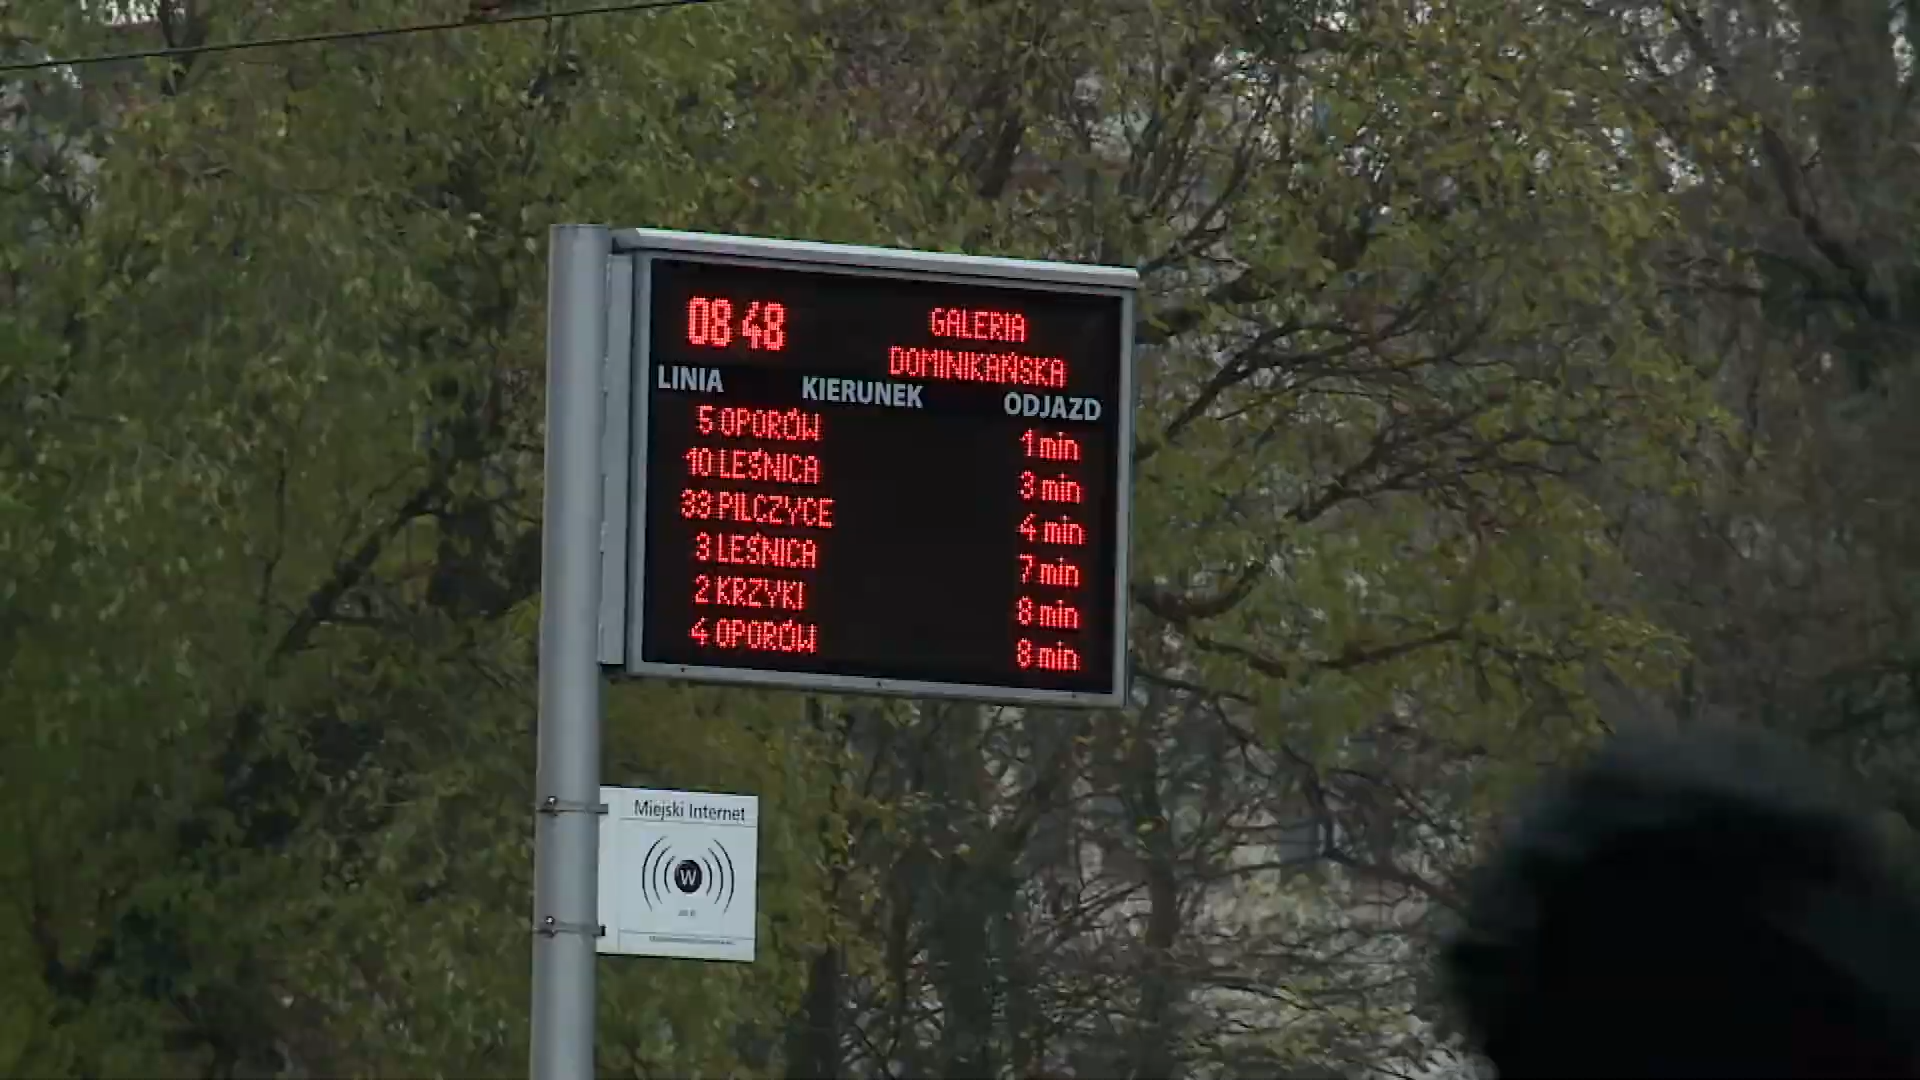 08 48
GALERIA
DOMINIKAŃSKA
LINIA KIERUNEK ODJAZD
5 OPORÓW 1 min
10 LEŚNICA 3 min
33 PILCZYCE 4 min
3 LEŚNICA 7 min
2 KRZYKI 8 min
4 OPORÓW 8 min
Miejski Internet
W